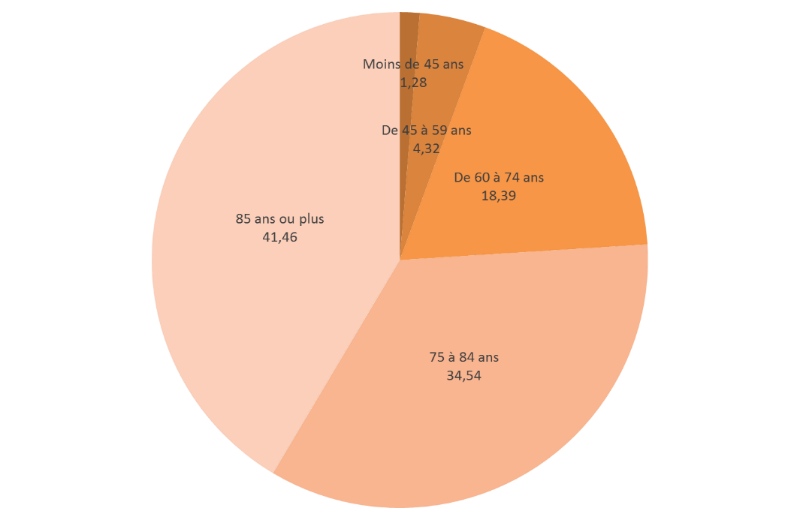 Moins de 45 ans
1,28
De 45 à 59 ans
4,32
De 60 à 74 ans
18,39
85 ans ou plus
41,46
75 à 84 ans
34,54